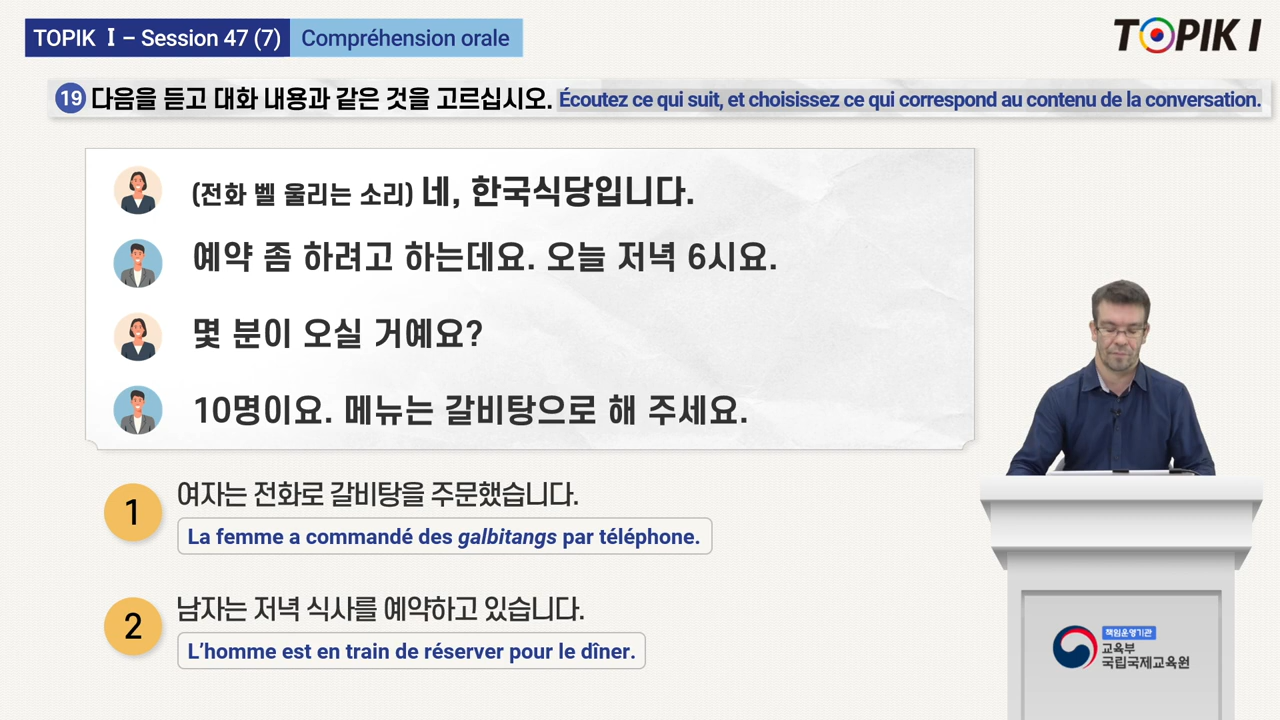 TOPIK Ⅰ – Session 47 (7) Compréhension orale
TOPIK I
19 다음을 듣고 대화 내용과 같은 것을 고르십시오. Écoutez ce qui suit, et choisissez ce qui correspond au contenu de la conversation.
(전화 벨 울리는 소리) 네, 한국식당입니다.
예약 좀 하려고 하는데요. 오늘 저녁 6시요.
몇 분이 오실 거예요?
10명이요. 메뉴는 갈비탕으로 해 주세요.
1 여자는 전화로 갈비탕을 주문했습니다.
La femme a commandé des galbitangs par téléphone.
2 남자는 저녁 식사를 예약하고 있습니다.
L’homme est en train de réserver pour le dîner.
책임운영기관
교육부
국립국제교육원